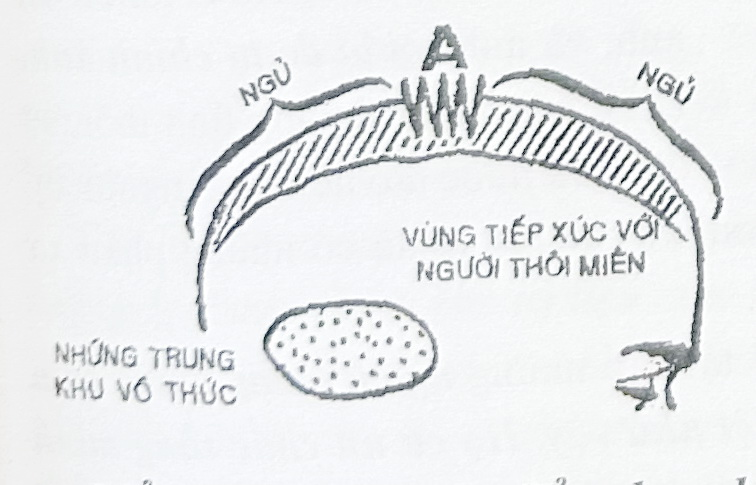 A
NGỦ
NGỦ
VÙNG TIẾP XÚC VỚI
NGƯỜI THÔI MIÊN
NHỮNG TRUNG
KHU VÔ THỨC